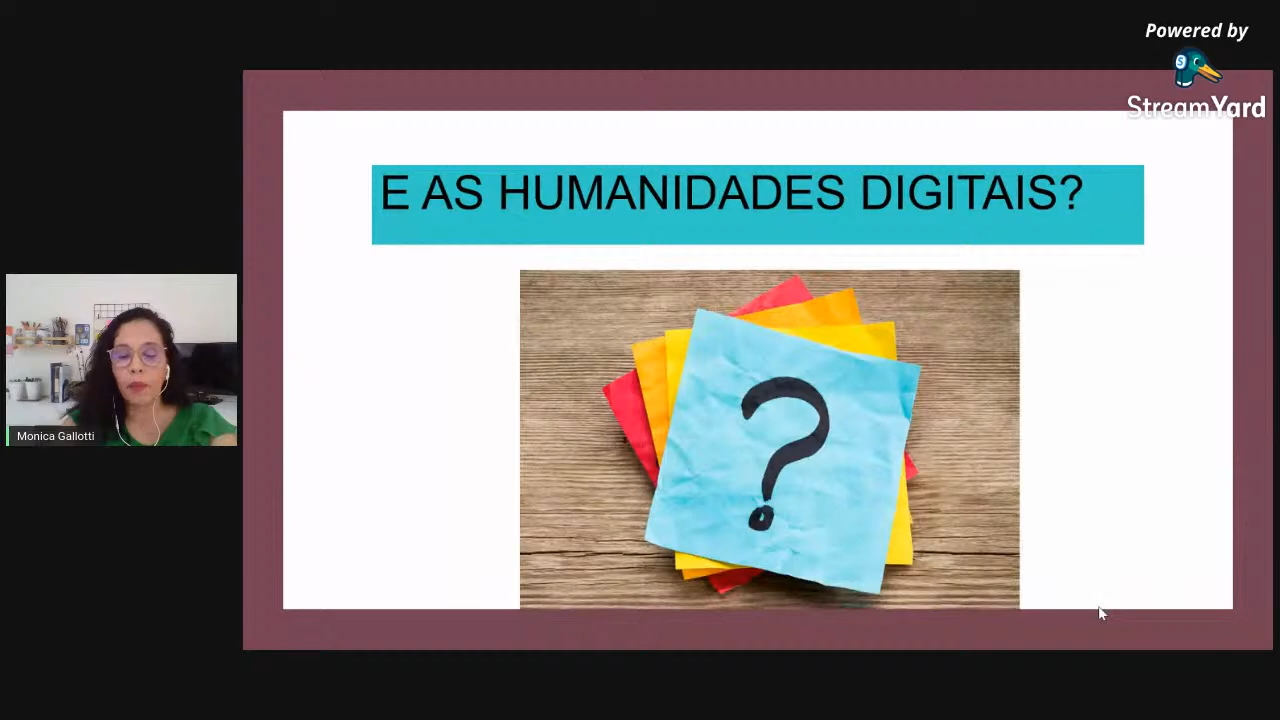 Powered by
StreamYard
E AS HUMANIDADES DIGITAIS?
?
Monica Gallotti